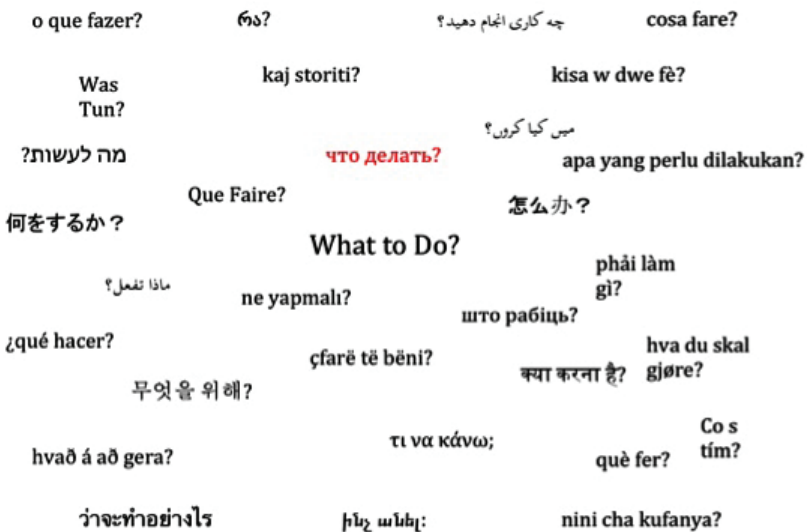 o que fazer?
რა?
چه کاری انجام دهید؟
cosa fare?
kaj storiti?
kisa w dwe fè?
Was
Tun?
میں کیا کروں؟
מה לעשות?
что делать?
apa yang perlu dilakukan?
Que Faire?
怎么办？
何をするか？
What to Do?
phải làm
gì?
ماذا تفعل؟
ne yapmalı?
што рабіць?
¿qué hacer?
hva du skal
gjøre?
çfarë të bëni?
क्या करना है?
무엇을 위해?
Co s
tím?
τι να κάνω;
hvað á að gera?
què fer?
ว่าจะทำอย่างไร
ինչ անել:
nini cha kufanya?